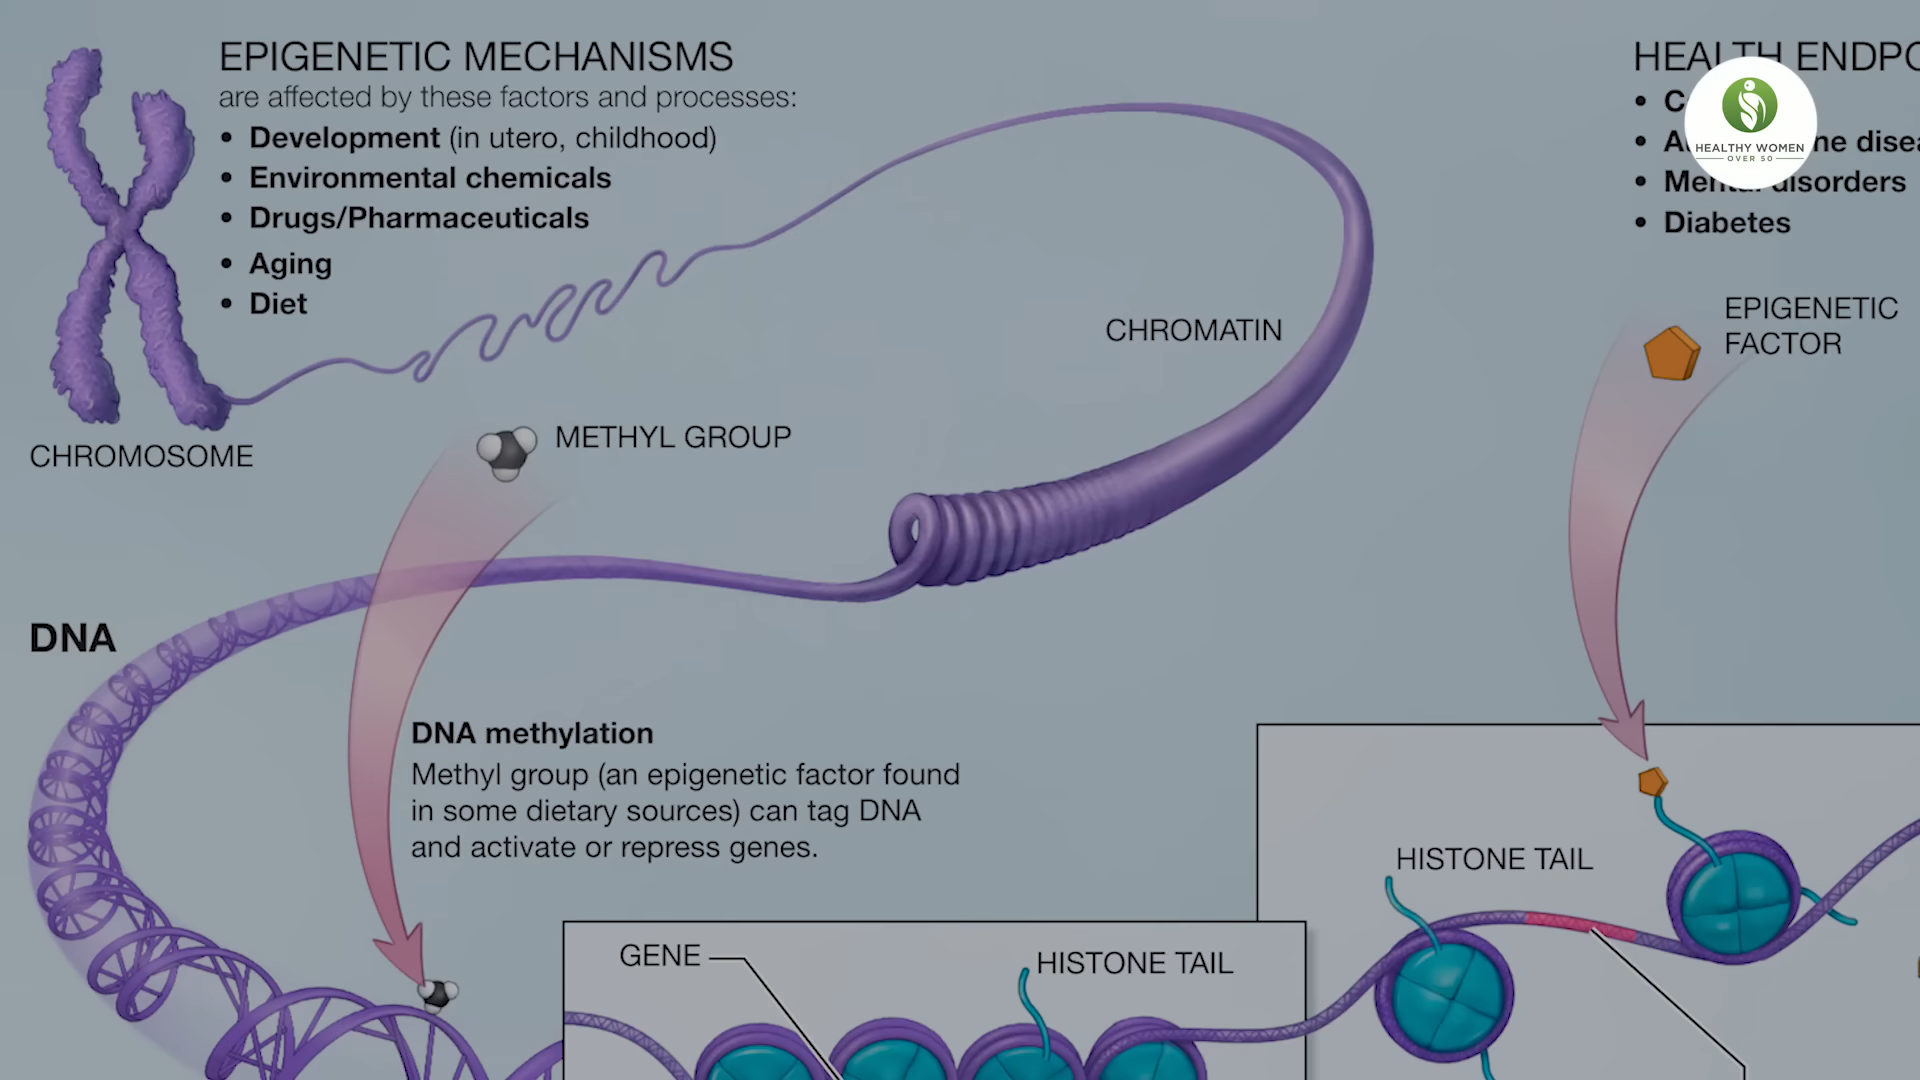 EPIGENETIC MECHANISMS
are affected by these factors and processes:
• Development (in utero, childhood)
• Environmental chemicals
• Drugs/Pharmaceuticals
• Aging
• Diet
HEALTH
• Mental disorders
• Diabetes
HEALTHY WOMEN
OVER 50
EPIGENETIC
FACTOR
CHROMATIN
METHYL GROUP
CHROMOSOME
DNA
DNA methylation
Methyl group (an epigenetic factor found
in some dietary sources) can tag DNA
and activate or repress genes.
HISTONE TAIL
GENE
HISTONE TAIL